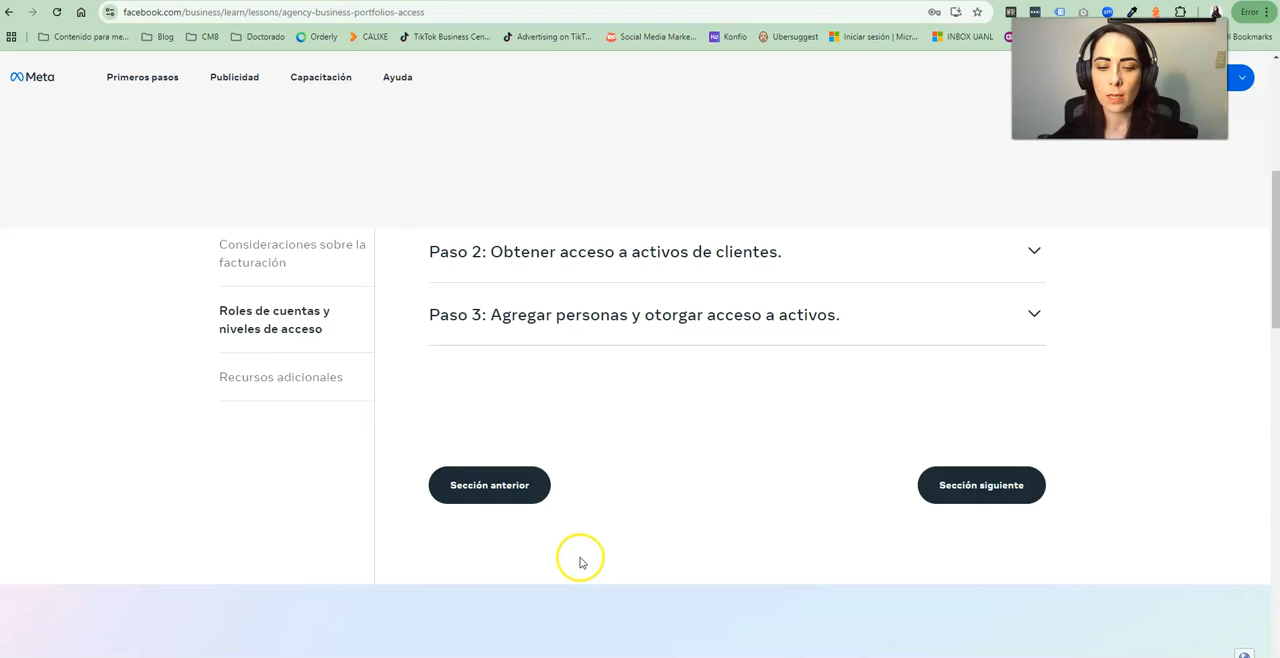 facebook.com/business/learn/lessons/agency-business-portfolios-access
Error
Contenido para me...
Blog
CM8
Doctorado
Orderly
CALIXE
TikTok Business Cen...
Advertising on TikT...
Social Media Marke...
Konfío
Ubersuggest
Iniciar sesión | Micr...
INBOX UANL
ll Bookmarks
Meta
Primeros pasos
Publicidad
Capacitación
Ayuda
Consideraciones sobre la
facturación
Roles de cuentas y
niveles de acceso
Recursos adicionales
Paso 2: Obtener acceso a activos de clientes.
Paso 3: Agregar personas y otorgar acceso a activos.
Sección anterior
Sección siguiente